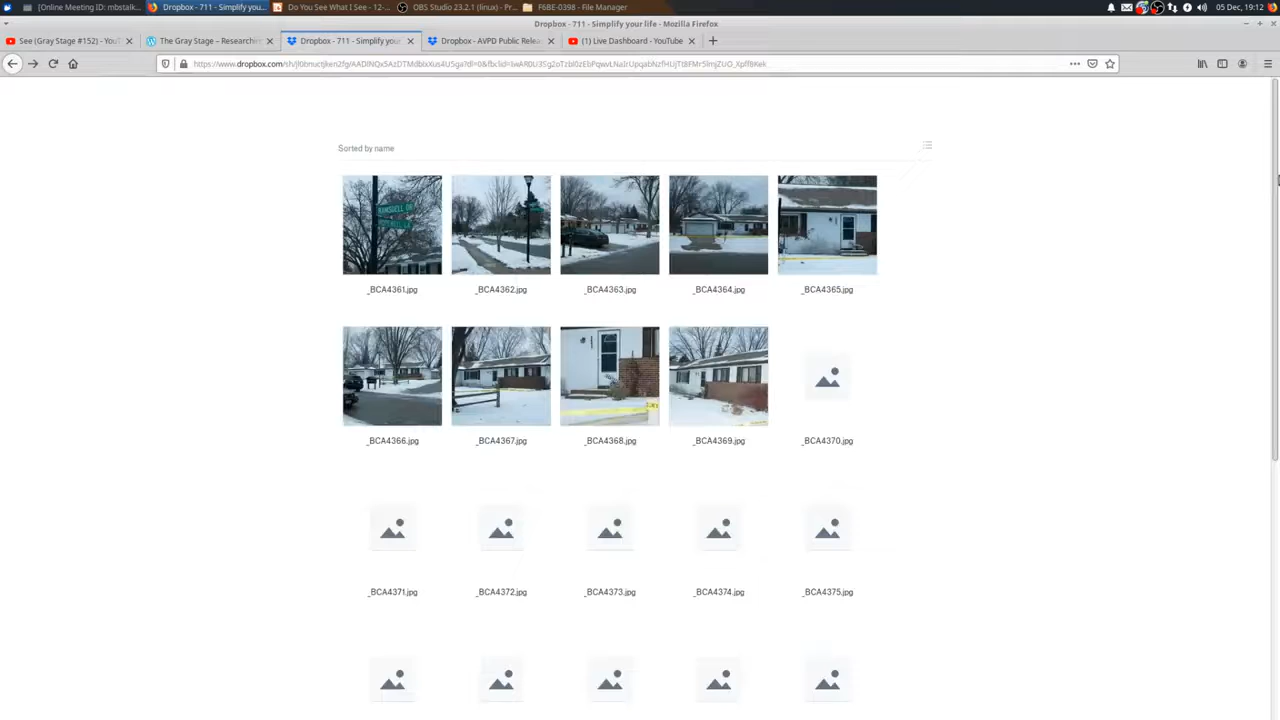 [Online Meeting ID: mbstalk...
Dropbox - 711 - Simplify you...
Do You See What I See - 12-...
OBS Studio 23.2.1 (linux) - Pr...
F6BE-0398 - File Manager
05 Dec, 19:12
Dropbox - 711 - Simplify your life - Mozilla Firefox
See (Gray Stage #152) - YouT
The Gray Stage – Researchin
Dropbox - 711 - Simplify your
Dropbox - AVPD Public Relea
(1) Live Dashboard - YouTube
Sorted by name
_BCA4361.jpg
_BCA4362.jpg
_BCA4363.jpg
_BCA4364.jpg
_BCA4365.jpg
_BCA4366.jpg
_BCA4367.jpg
_BCA4368.jpg
_BCA4369.jpg
_BCA4370.jpg
_BCA4371.jpg
_BCA4372.jpg
_BCA4373.jpg
_BCA4374.jpg
_BCA4375.jpg